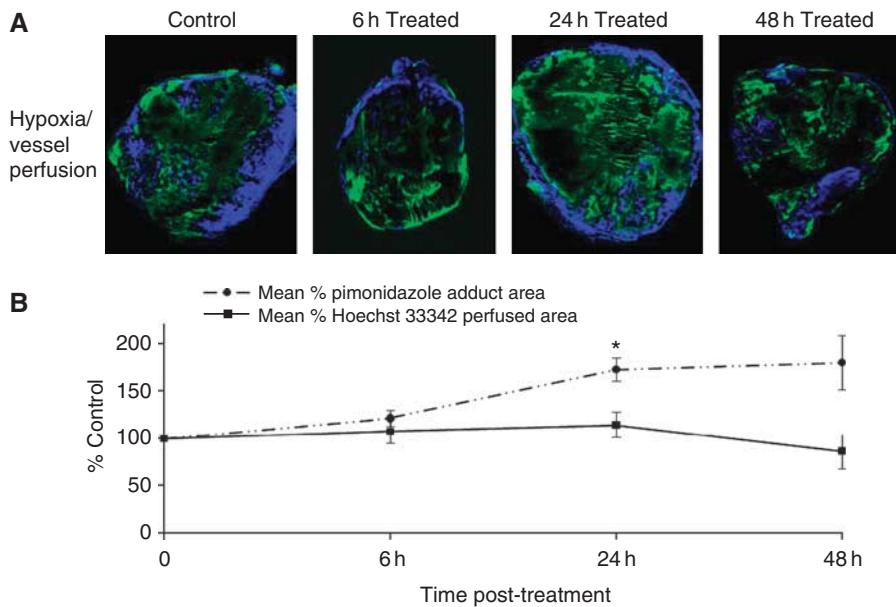 A
Control
6 h Treated
24 h Treated
48 h Treated
Hypoxia/
vessel
perfusion
B
Mean % pimonidazole adduct area
Mean % Hoechst 33342 perfused area
% Control
200
150
100
50
0
*
0
6 h
24 h
48 h
Time post-treatment